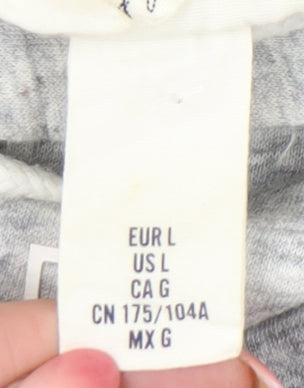 EUR L
US L
CA G
CN 175/104A
MX G